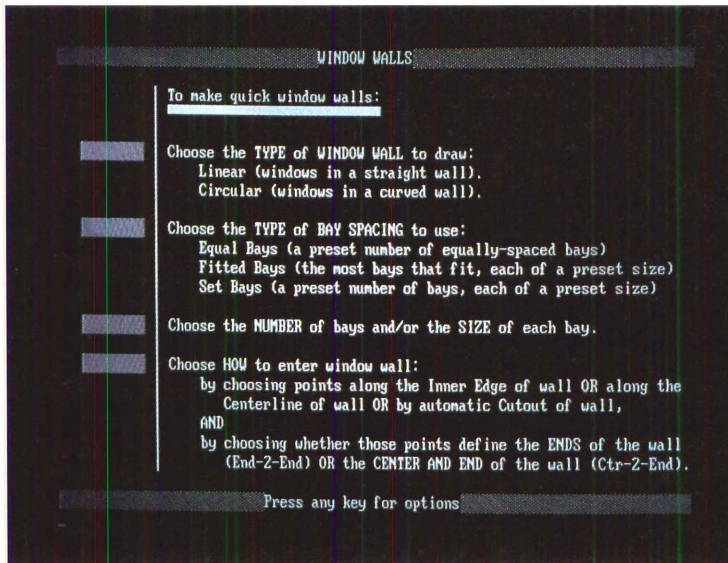 WINDOW WALLS
To make quick window walls:
Choose the TYPE of WINDOW WALL to draw:
Linear (windows in a straight wall).
Circular (windows in a curved wall).
Choose the TYPE of BAY SPACING to use:
Equal Bays (a preset number of equally-spaced bays)
Fitted Bays (the most bays that fit, each of a preset size)
Set Bays (a preset number of bays, each of a preset size)
Choose the NUMBER of bays and/or the SIZE of each bay.
Choose HOW to enter window wall:
by choosing points along the Inner Edge of wall OR along the
Centerline of wall OR by automatic Cutout of wall,
AND
by choosing whether those points define the ENDS of the wall
(End-2-End) OR the CENTER AND END of the wall (Ctr-2-End).
Press any key for options